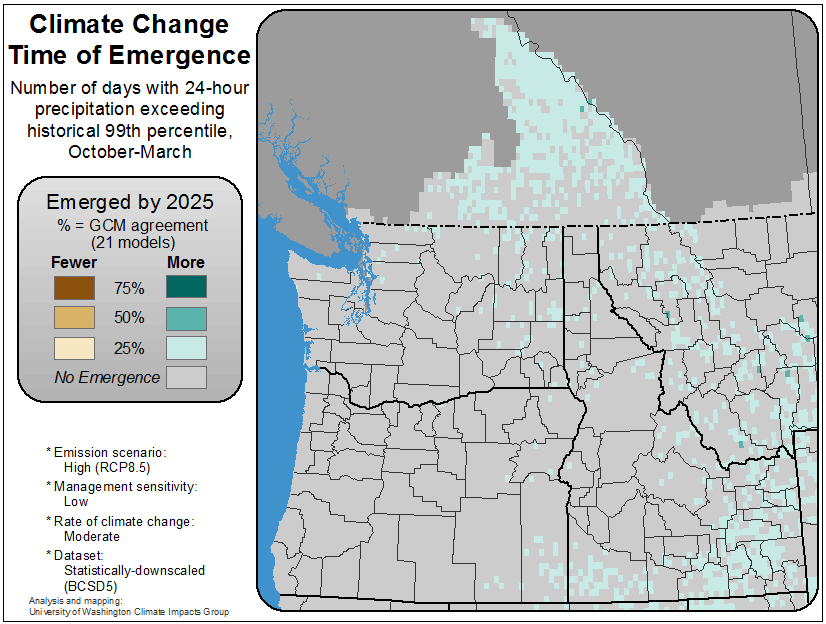 Climate Change
Time of Emergence
Number of days with 24-hour
precipitation exceeding
historical 99th percentile,
October-March
Emerged by 2025
% = GCM agreement
(21 models)
Fewer More
75%
50%
25%
No Emergence
* Emission scenario:
High (RCP8.5)
* Management sensitivity:
Low
* Rate of climate change:
Moderate
* Dataset:
Statistically-downscaled
(BCSD5)
Analysis and mapping:
University of Washington Climate Impacts Group